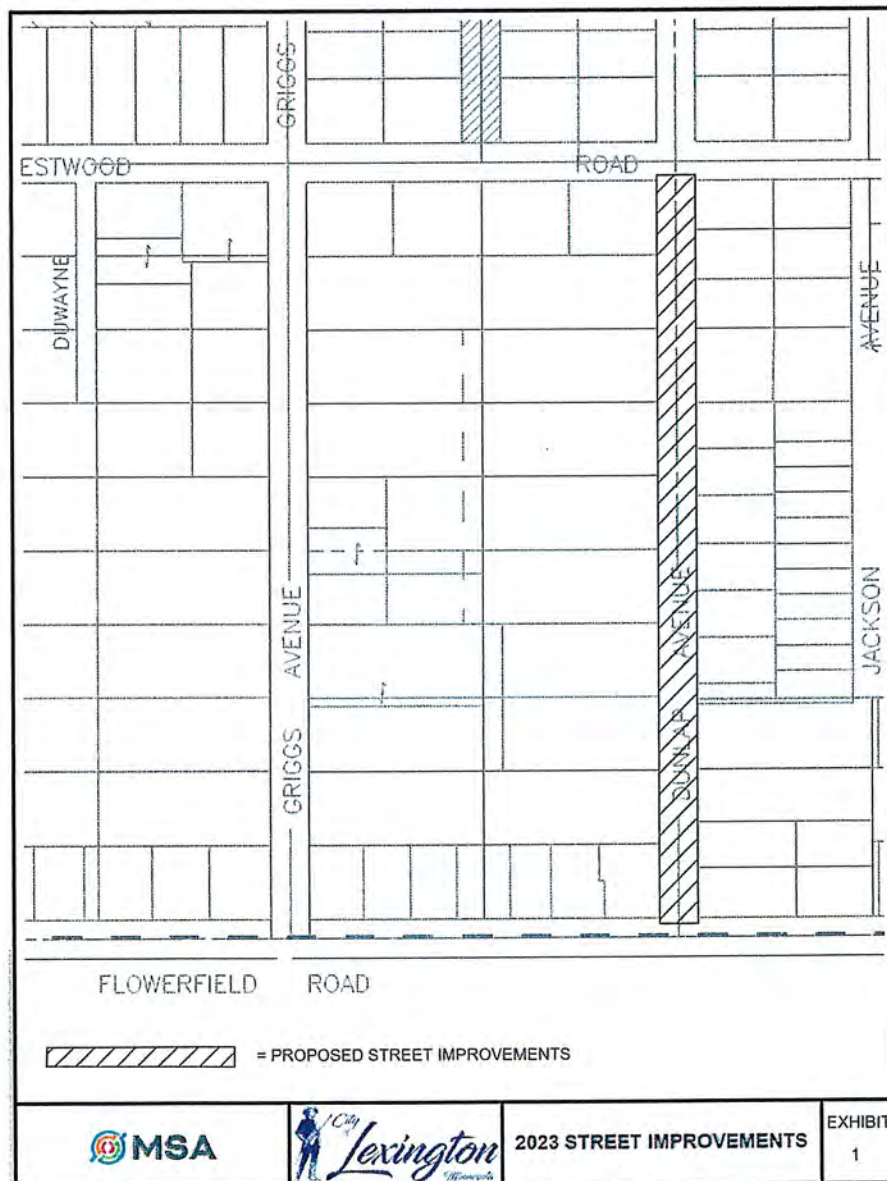 GRIGGS
ESTWOOD ROAD
DUWAYNE
AVENUE
GRIGGS AVENUE
DUNLAP AVENUE
JACKSON
FLOWERFIELD ROAD
= PROPOSED STREET IMPROVEMENTS
MSA
City of
Lexington
Minnesota
2023 STREET IMPROVEMENTS
EXHIBIT
1